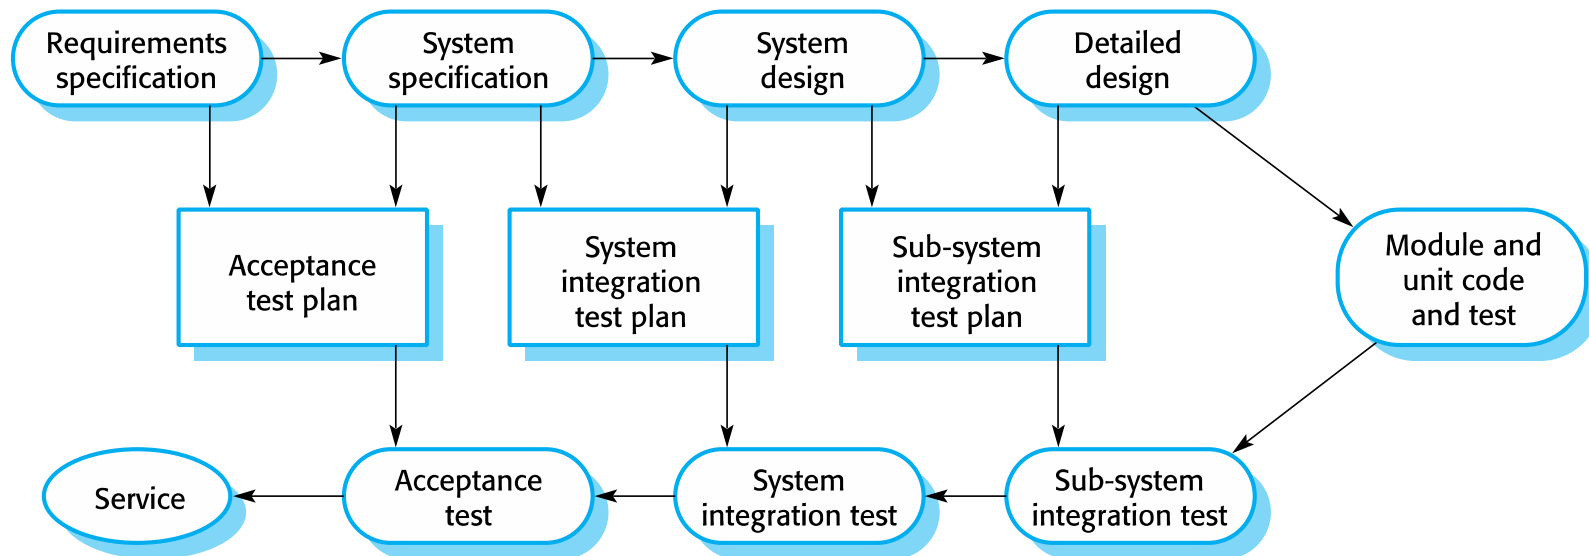 Requirements
specification
System
specification
System
design
Detailed
design
Acceptance
test plan
System
integration
test plan
Sub-system
integration
test plan
Module and
unit code
and test
Service
Acceptance
test
System
integration test
Sub-system
integration test